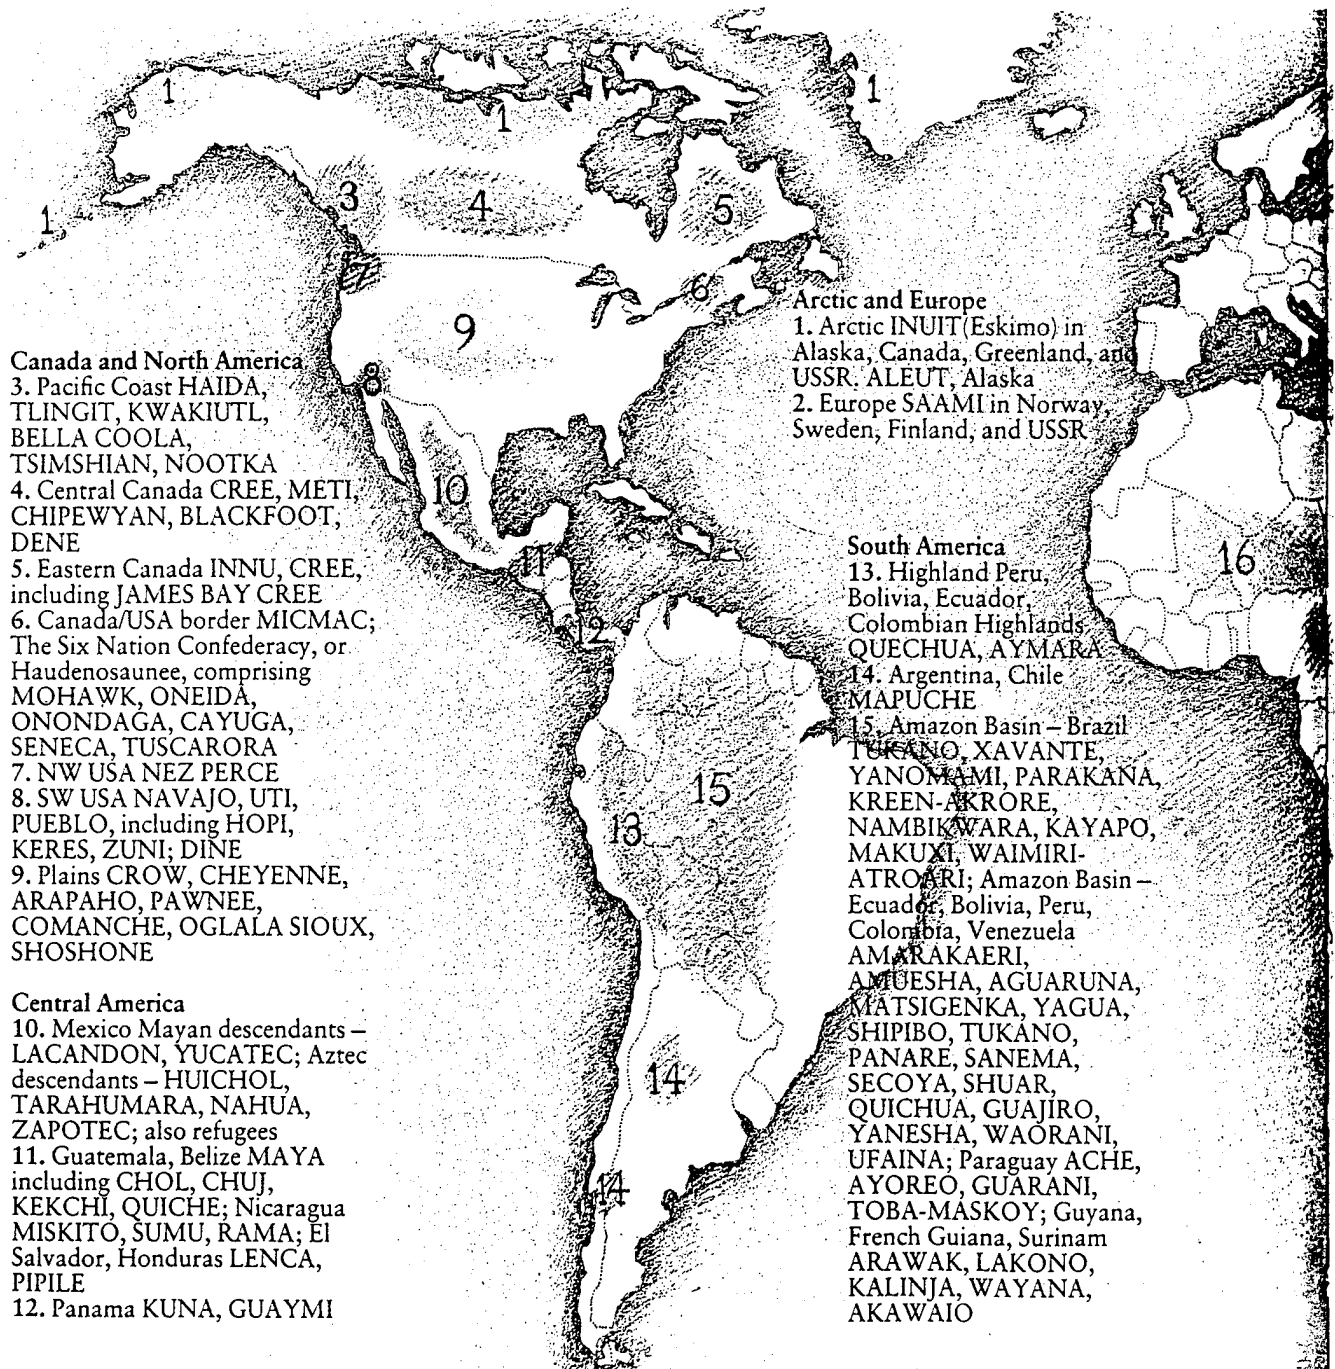 1
1
1
1
3
4
5
7
6
9
8
10
11
12
16
15
13
14
14
Canada and North America
3. Pacific Coast HAIDA,
TLINGIT, KWAKIUTL,
BELLA COOLA,
TSIMSHIAN, NOOTKA
4. Central Canada CREE, METI,
CHIPEWYAN, BLACKFOOT,
DENE
5. Eastern Canada INNU, CREE,
including JAMES BAY CREE
6. Canada/USA border MICMAC;
The Six Nation Confederacy, or
Haudenosaunee, comprising
MOHAWK, ONEIDA,
ONONDAGA, CAYUGA,
SENECA, TUSCARORA
7. NW USA NEZ PERCE
8. SW USA NAVAJO, UTI,
PUEBLO, including HOPI,
KERES, ZUNI; DINE
9. Plains CROW, CHEYENNE,
ARAPAHO, PAWNEE,
COMANCHE, OGLALA SIOUX,
SHOSHONE
Central America
10. Mexico Mayan descendants –
LACANDON, YUCATEC; Aztec
descendants – HUICHOL,
TARAHUMARA, NAHUA,
ZAPOTEC; also refugees
11. Guatemala, Belize MAYA
including CHOL, CHUJ,
KEKCHI, QUICHE; Nicaragua
MISKITO, SUMU, RAMA; El
Salvador, Honduras LENCA,
PIPILE
12. Panama KUNA, GUAYMI
Arctic and Europe
1. Arctic INUIT(Eskimo) in
Alaska, Canada, Greenland, and
USSR. ALEUT, Alaska
2. Europe SAAMI in Norway,
Sweden, Finland, and USSR
South America
13. Highland Peru,
Bolivia, Ecuador,
Colombian Highlands
QUECHUA, AYMARA
14. Argentina, Chile
MAPUCHE
15. Amazon Basin – Brazil
TUKANO, XAVANTE,
YANOMAMI, PARAKANA,
KREEN-AKRORE,
NAMBIKWARA, KAYAPO,
MAKUXI, WAIMIRI-
ATROARI; Amazon Basin –
Ecuador, Bolivia, Peru,
Colombia, Venezuela
AMARAKAERI,
AMUESHA, AGUARUNA,
MATSIGENKA, YAGUA,
SHIPIBO, TUKANO,
PANARE, SANEMA,
SECOYA, SHUAR,
QUICHUA, GUAJIRO,
YANESHA, WAORANI,
UFAINA; Paraguay ACHE,
AYOREO, GUARANI,
TOBA-MASKOY; Guyana,
French Guiana, Surinam
ARAWAK, LAKONO,
KALINJA, WAYANA,
AKAWAIO